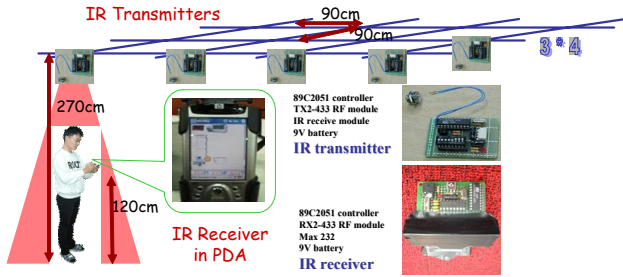 IR Transmitters
90cm
90cm
3 * 4
270cm
120cm
89C2051 controller
TX2-433 RF module
IR receive module
9V battery
IR transmitter
IR Receiver
in PDA
89C2051 controller
RX2-433 RF module
Max 232
9V battery
IR receiver